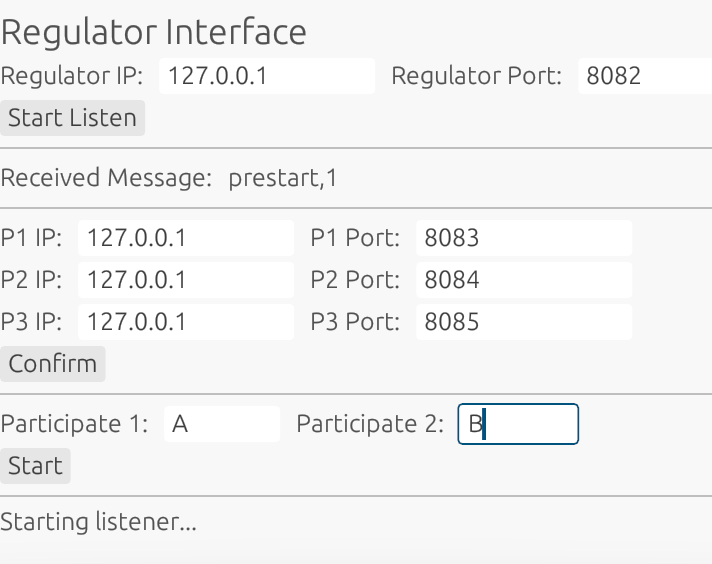 Regulator Interface
Regulator IP: 127.0.0.1 Regulator Port: 8082
Start Listen
Received Message: prestart,1
P1 IP: 127.0.0.1 P1 Port: 8083
P2 IP: 127.0.0.1 P2 Port: 8084
P3 IP: 127.0.0.1 P3 Port: 8085
Confirm
Participate 1: A Participate 2: B
Start
Starting listener...